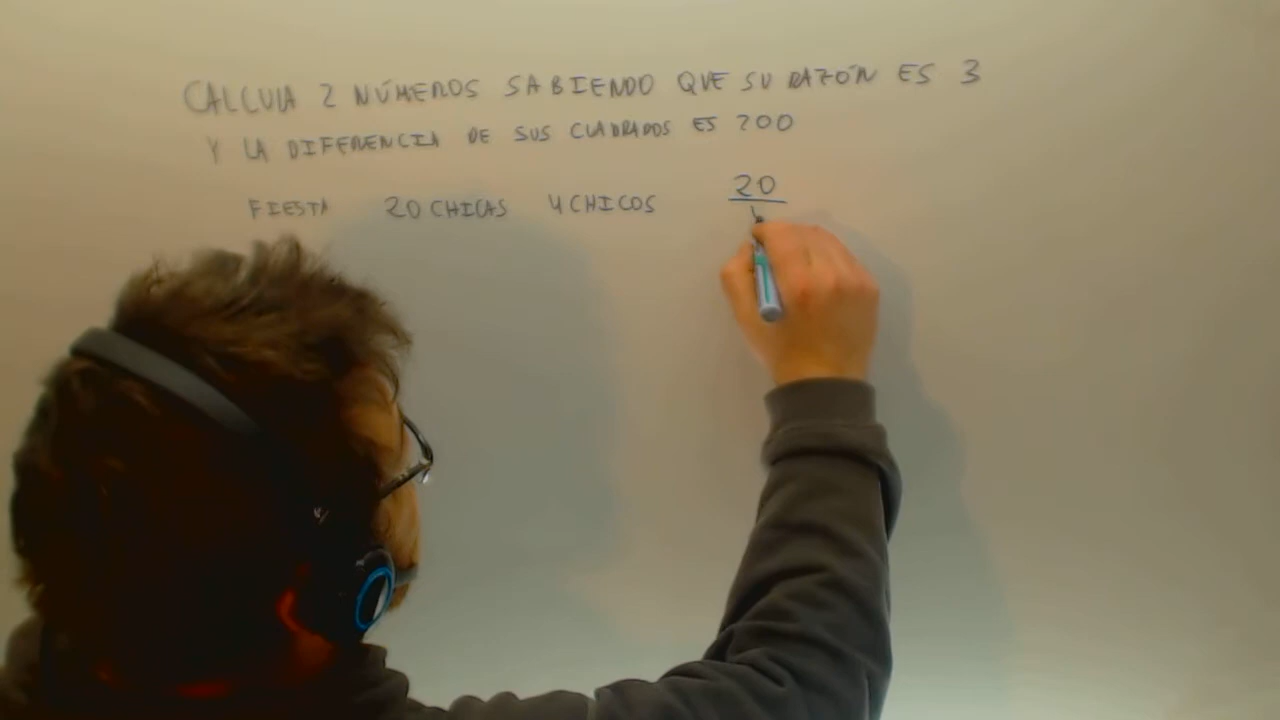 CALCULA 2 NÚMEROS SABIENDO QUE SU RAZÓN ES 3
Y LA DIFERENCIA DE SUS CUADRADOS ES 200
FIESTA 20 CHICAS 4 CHICOS 20